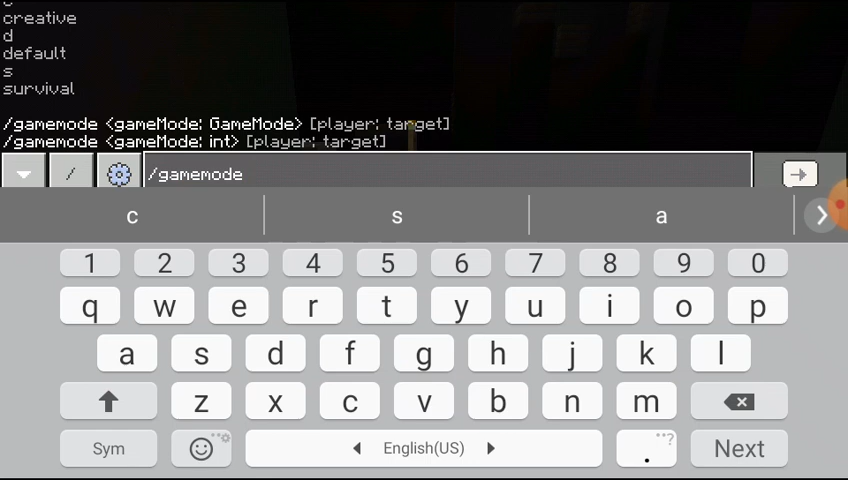 creative
d
default
s
survival
/gamemode <gameMode: GameMode> [player: target]
/gamemode <gameMode: int> [player: target]
/ /gamemode
c s a
1 2 3 4 5 6 7 8 9 0
q w e r t y u i o p
a s d f g h j k l
z x c v b n m
Sym English(US) . ? Next